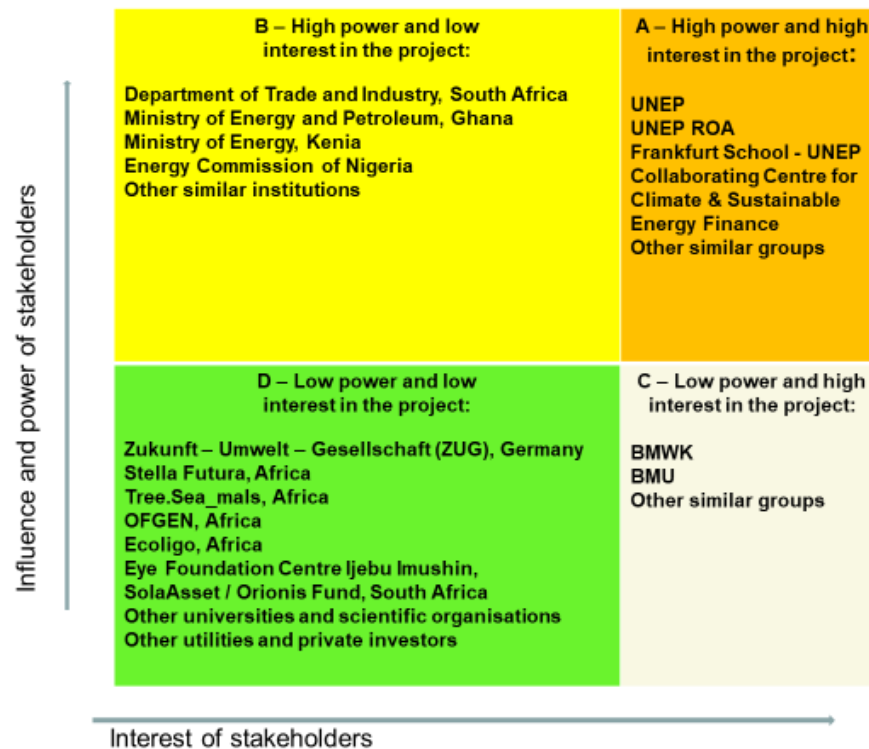 Influence and power of stakeholders
B – High power and low
interest in the project:
Department of Trade and Industry, South Africa
Ministry of Energy and Petroleum, Ghana
Ministry of Energy, Kenia
Energy Commission of Nigeria
Other similar institutions
A – High power and high
interest in the project:
UNEP
UNEP ROA
Frankfurt School - UNEP
Collaborating Centre for
Climate & Sustainable
Energy Finance
Other similar groups
D – Low power and low
interest in the project:
Zukunft – Umwelt – Gesellschaft (ZUG), Germany
Stella Futura, Africa
Tree.Sea_mals, Africa
OFGEN, Africa
Ecoligo, Africa
Eye Foundation Centre Ijebu Imushin,
SolaAsset / Orionis Fund, South Africa
Other universities and scientific organisations
Other utilities and private investors
C – Low power and high
interest in the project:
BMWK
BMU
Other similar groups
Interest of stakeholders